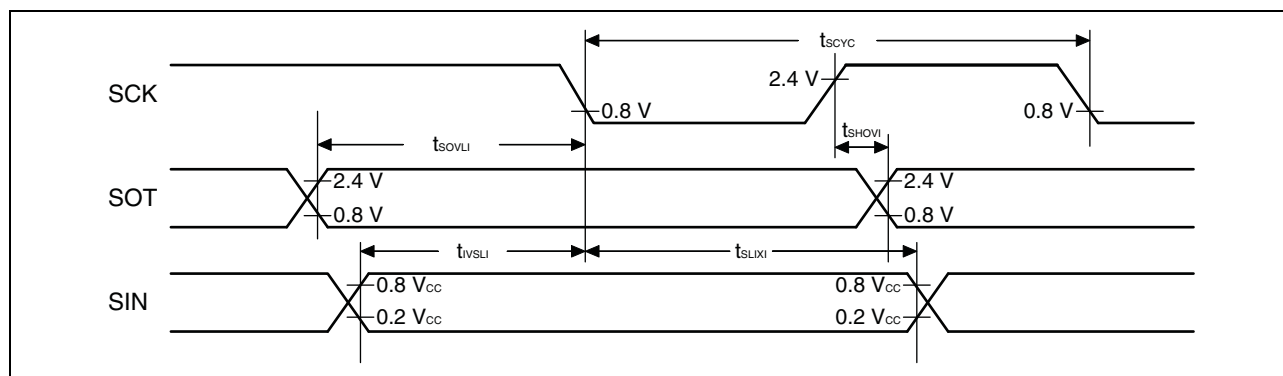 tSCYC
SCK
2.4 V
0.8 V
0.8 V
tSOVLI
tSHOVI
SOT
2.4 V
2.4 V
0.8 V
0.8 V
tIVSLI
tSLIXI
SIN
0.8 VCC
0.8 VCC
0.2 VCC
0.2 VCC